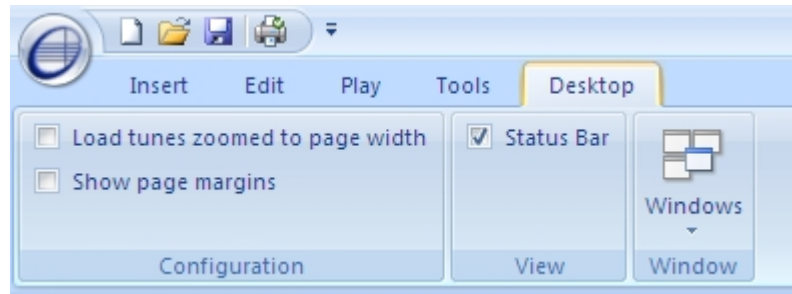 Insert Edit Play Tools Desktop
Load tunes zoomed to page width
Show page margins
Configuration
Status Bar
View
Windows
Window